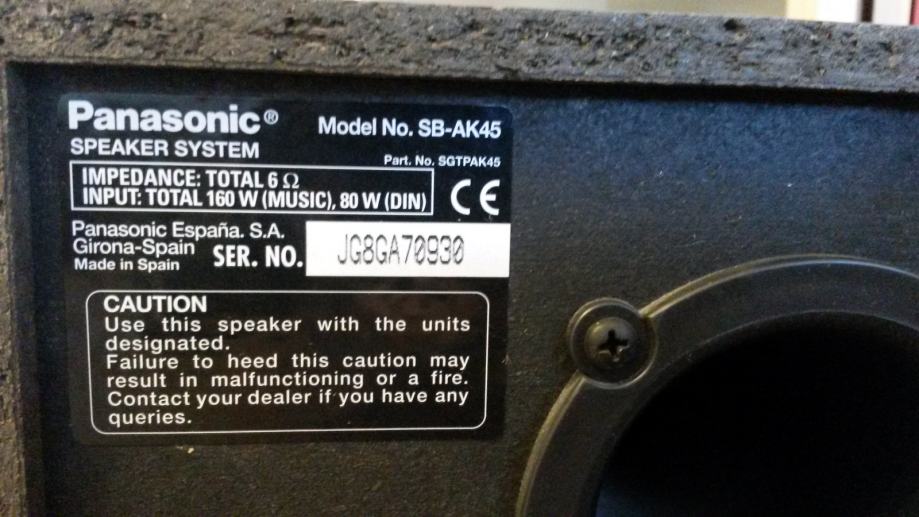 Panasonic®
Model No. SB-AK45
SPEAKER SYSTEM
Part. No. SGTPAK45
IMPEDANCE: TOTAL 6 Ω
INPUT: TOTAL 160 W (MUSIC), 80 W (DIN)
CE
Panasonic España. S.A.
Girona-Spain
Made in Spain
SER. NO. JG8GA70930
CAUTION
Use this speaker with the units
designated.
Failure to heed this caution may
result in malfunctioning or a fire.
Contact your dealer if you have any
queries.